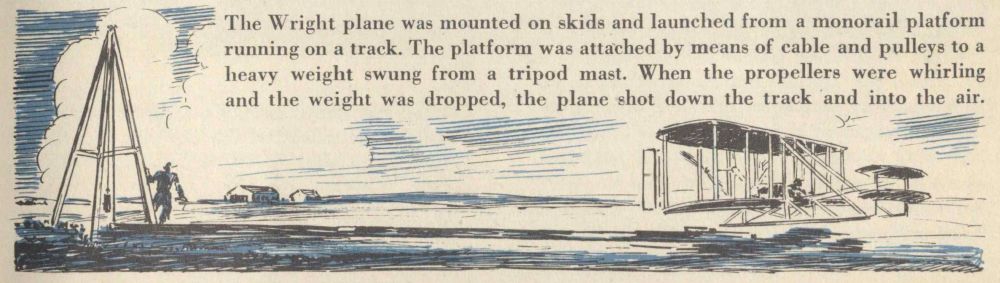 The Wright plane was mounted on skids and launched from a monorail platform
running on a track. The platform was attached by means of cable and pulleys to a
heavy weight swung from a tripod mast. When the propellers were whirling
and the weight was dropped, the plane shot down the track and into the air.